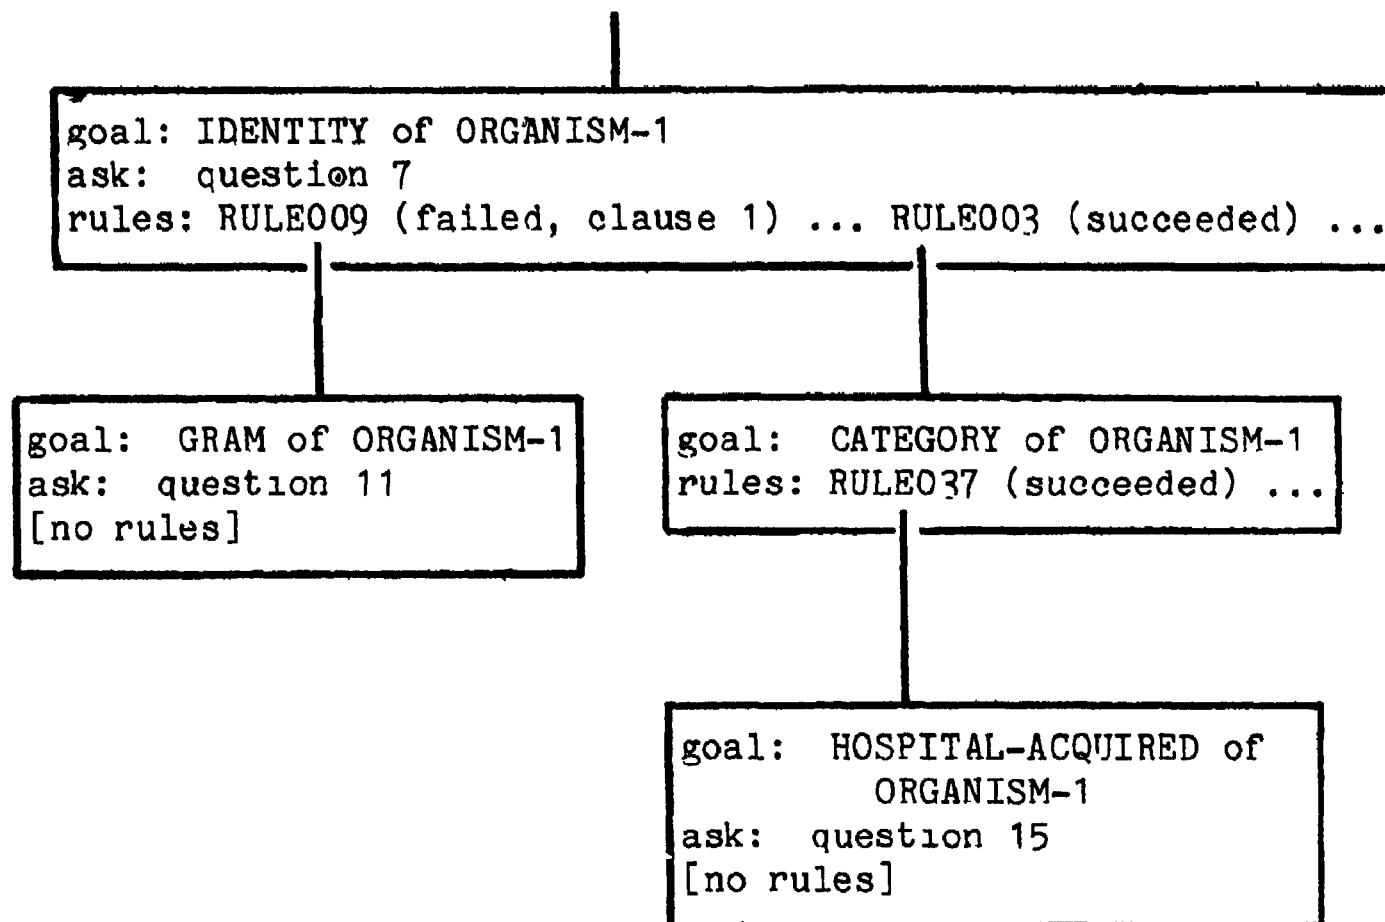 goal: IDENTITY of ORGANISM-1
ask: question 7
rules: RULE009 (failed, clause 1) ... RULE003 (succeeded) ...
goal: GRAM of ORGANISM-1
ask: question 11
[no rules]
goal: CATEGORY of ORGANISM-1
rules: RULE037 (succeeded) ...
goal: HOSPITAL-ACQUIRED of
ORGANISM-1
ask: question 15
[no rules]